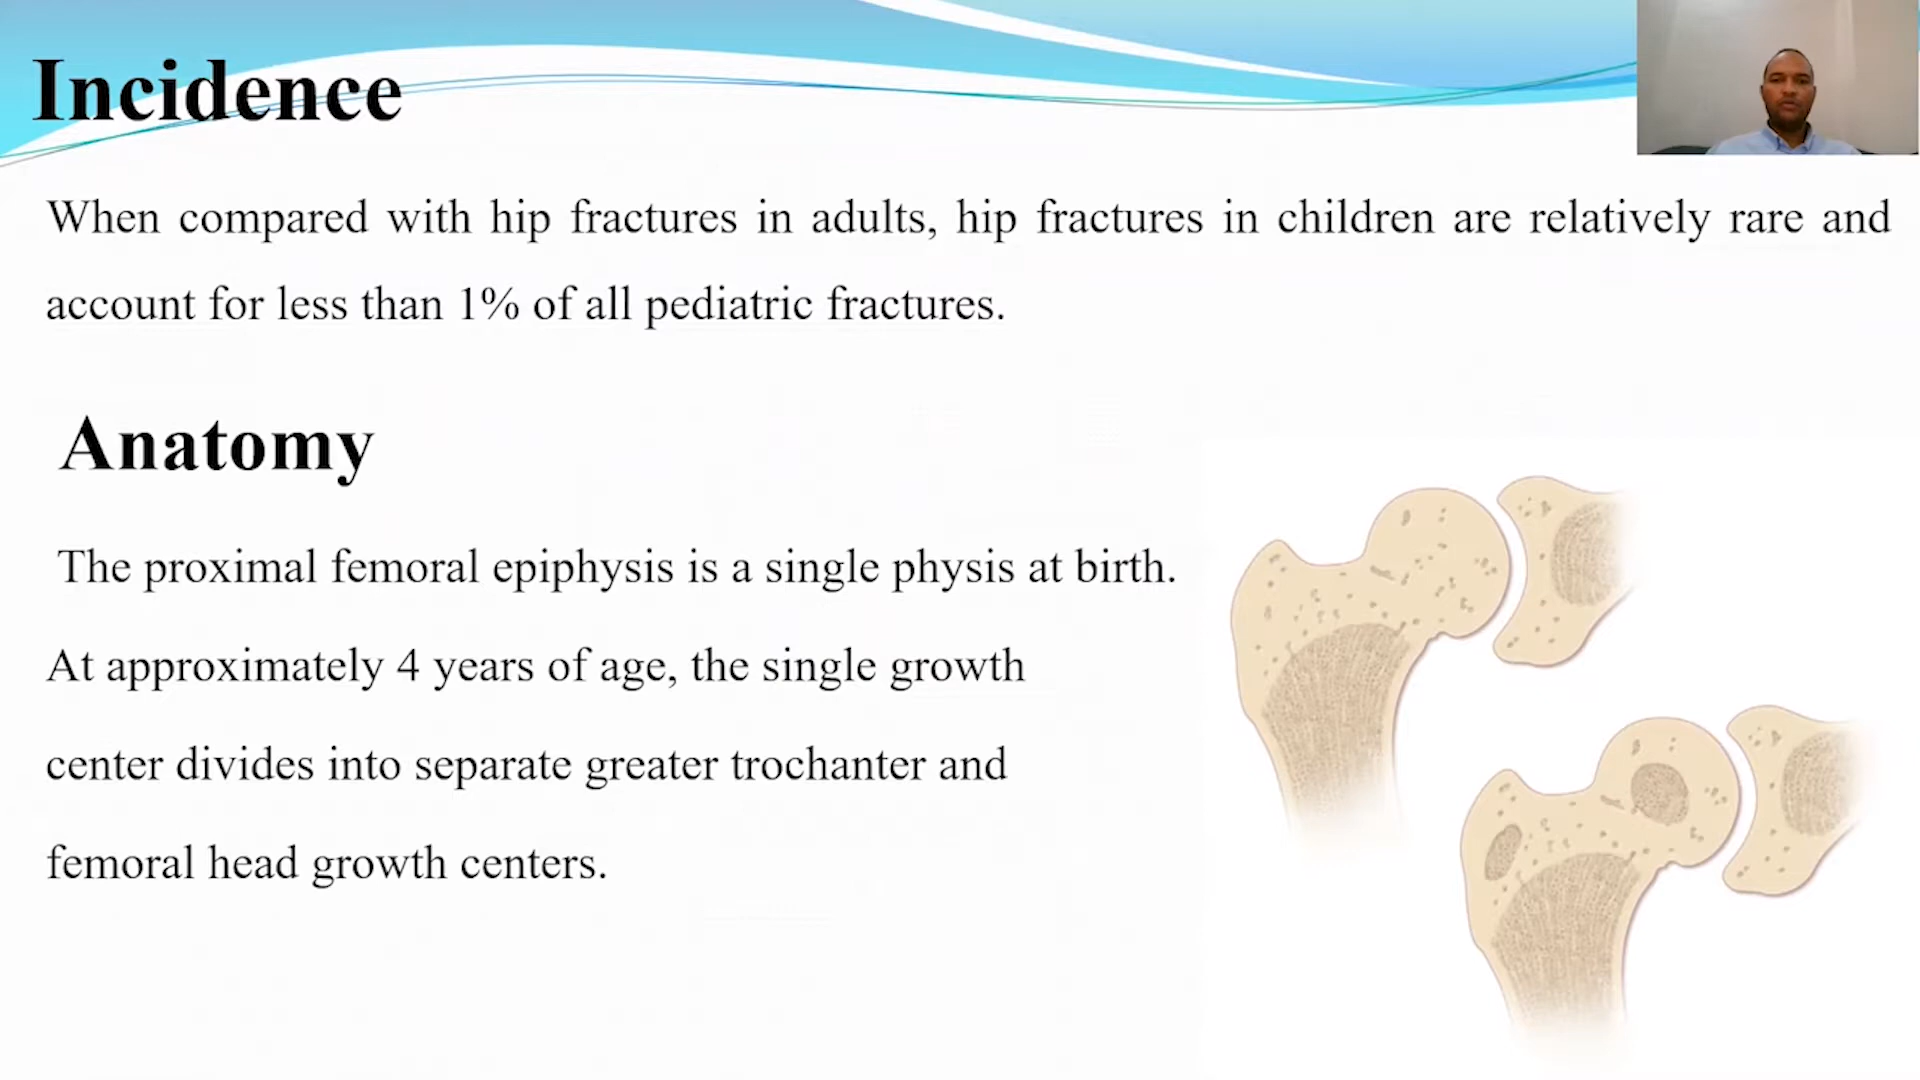 Incidence
When compared with hip fractures in adults, hip fractures in children are relatively rare and
account for less than 1% of all pediatric fractures.
Anatomy
The proximal femoral epiphysis is a single physis at birth.
At approximately 4 years of age, the single growth
center divides into separate greater trochanter and
femoral head growth centers.